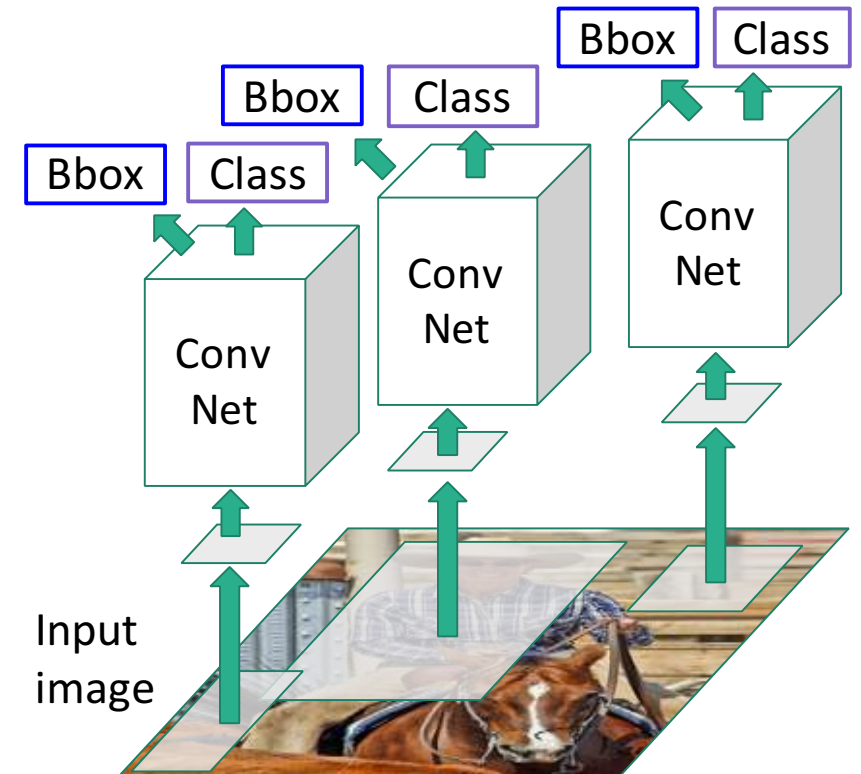 Bbox
Class
Bbox
Class
Bbox
Class
Conv
Net
Conv
Net
Conv
Net
Input
image